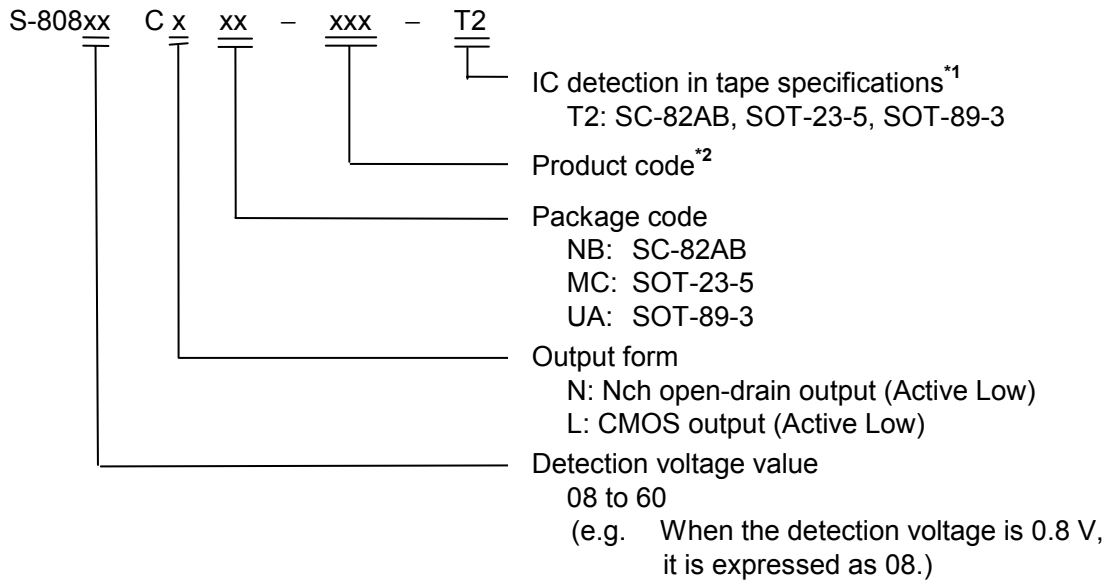 S-808xx C x xx – xxx – T2
IC detection in tape specifications*1
T2: SC-82AB, SOT-23-5, SOT-89-3
Product code*2
Package code
NB: SC-82AB
MC: SOT-23-5
UA: SOT-89-3
Output form
N: Nch open-drain output (Active Low)
L: CMOS output (Active Low)
Detection voltage value
08 to 60
(e.g. When the detection voltage is 0.8 V,
it is expressed as 08.)